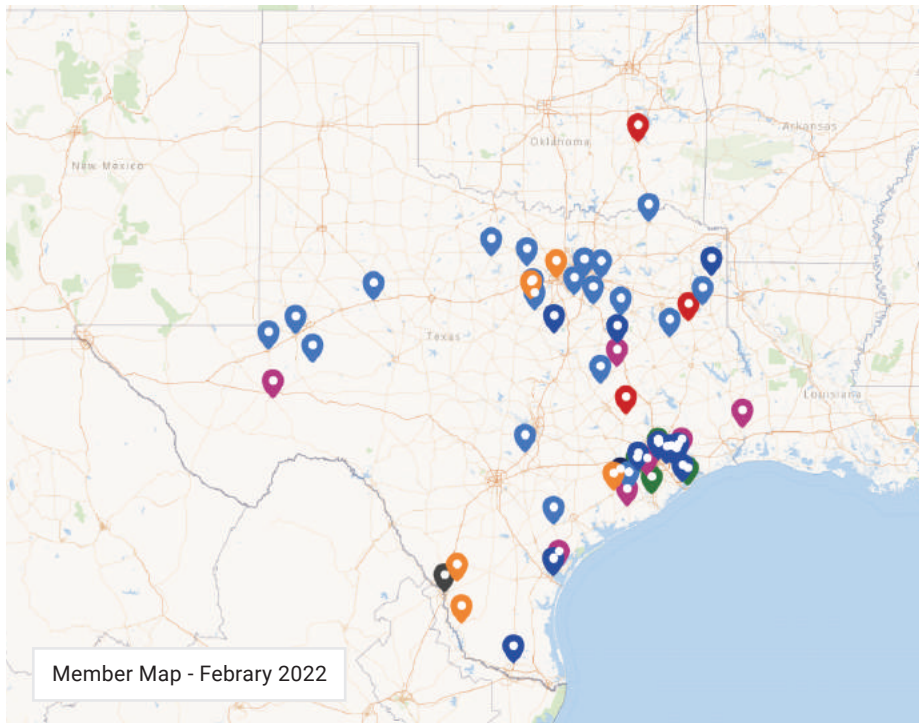 Oklahoma
Arkansas
New Mexico
Texas
Louisiana
Member Map - Febrary 2022